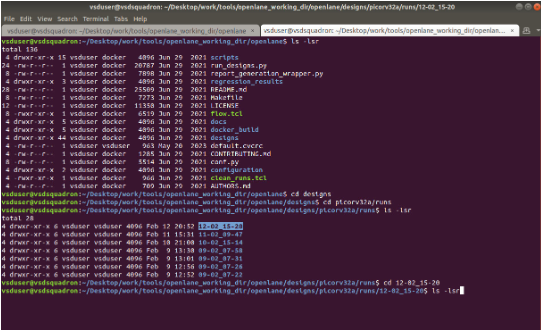 vsduser@vsdsquadron: ~/Desktop/work/tools/openlane_working_dir/openlane/designs/picorv32a/runs/12-02_15-20
File Edit View Search Terminal Tabs Help
vsduser@vsdsquadron: ~/Desktop/work/tools/openlane_working_dir/openlane × vsduser@vsdsquadron: ~/Desktop/work/tools/openlane_working_dir/openlan... ×
vsduser@vsdsquadron:~/Desktop/work/tools/openlane_working_dir/openlane$ ls -lsr
total 136
4 drwxr-xr-x 15 vsduser docker 4096 Jun 29 2021 scripts
24 -rw-r--r-- 1 vsduser docker 20787 Jun 29 2021 run_designs.py
8 -rw-r--r-- 1 vsduser docker 7898 Jun 29 2021 report_generation_wrapper.py
4 drwxr-xr-x 3 vsduser docker 4096 Jun 29 2021 regression_results
28 -rw-r--r-- 1 vsduser docker 25509 Jun 29 2021 README.md
8 -rw-r--r-- 1 vsduser docker 7273 Jun 29 2021 Makefile
12 -rw-r--r-- 1 vsduser docker 11350 Jun 29 2021 LICENSE
8 -rwxr-xr-x 1 vsduser docker 6519 Jun 29 2021 flow.tcl
4 drwxr-xr-x 5 vsduser docker 4096 Jun 29 2021 docs
4 drwxr-xr-x 5 vsduser docker 4096 Jun 29 2021 docker_build
4 drwxr-xr-x 44 vsduser docker 4096 Jun 29 2021 designs
4 -rw-r--r-- 1 vsduser vsduser 963 May 20 2023 default.cvcrc
4 -rw-r--r-- 1 vsduser docker 1285 Jun 29 2021 CONTRIBUTING.md
8 -rw-r--r-- 1 vsduser docker 5514 Jun 29 2021 conf.py
4 drwxr-xr-x 2 vsduser docker 4096 Jun 29 2021 configuration
4 -rwxr-xr-x 1 vsduser docker 966 Jun 29 2021 clean_runs.tcl
4 -rw-r--r-- 1 vsduser docker 709 Jun 29 2021 AUTHORS.md
vsduser@vsdsquadron:~/Desktop/work/tools/openlane_working_dir/openlane$ cd designs
vsduser@vsdsquadron:~/Desktop/work/tools/openlane_working_dir/openlane/designs$ cd picorv32a/runs
vsduser@vsdsquadron:~/Desktop/work/tools/openlane_working_dir/openlane/designs/picorv32a/runs$ ls -lsr
total 28
4 drwxr-xr-x 6 vsduser vsduser 4096 Feb 12 20:52 12-02_15-20
4 drwxr-xr-x 6 vsduser vsduser 4096 Feb 11 15:31 11-02_09-47
4 drwxr-xr-x 6 vsduser vsduser 4096 Feb 10 21:08 10-02_15-14
4 drwxr-xr-x 6 vsduser vsduser 4096 Feb 9 13:30 09-02_07-58
4 drwxr-xr-x 6 vsduser vsduser 4096 Feb 9 13:01 09-02_07-31
4 drwxr-xr-x 6 vsduser vsduser 4096 Feb 9 12:56 09-02_07-26
4 drwxr-xr-x 6 vsduser vsduser 4096 Feb 9 12:52 09-02_07-22
vsduser@vsdsquadron:~/Desktop/work/tools/openlane_working_dir/openlane/designs/picorv32a/runs$ cd 12-02_15-20
vsduser@vsdsquadron:~/Desktop/work/tools/openlane_working_dir/openlane/designs/picorv32a/runs/12-02_15-20$ ls -lsr